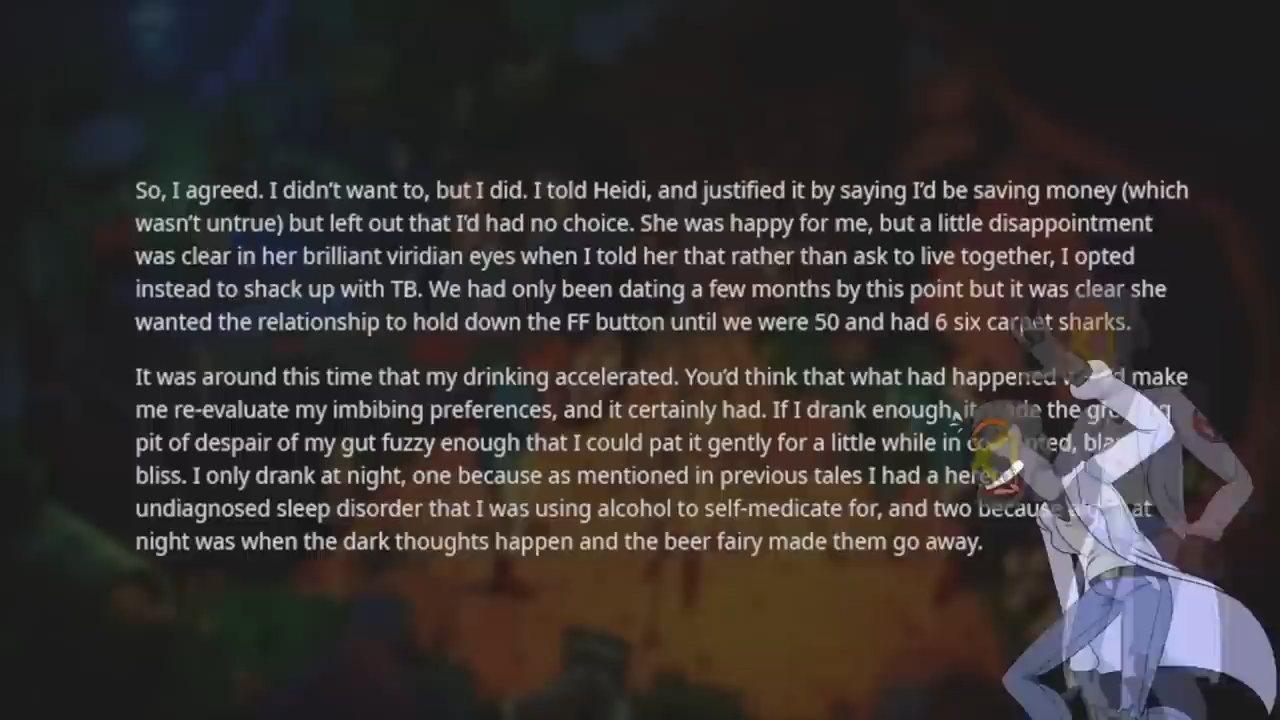 So, I agreed. I didn't want to, but I did. I told Heidi, and justified it by saying I'd be saving money (which
wasn't untrue) but left out that I'd had no choice. She was happy for me, but a little disappointment
was clear in her brilliant viridian eyes when I told her that rather than ask to live together, I opted
instead to shack up with TB. We had only been dating a few months by this point but it was clear she
wanted the relationship to hold down the FF button until we were 50 and had 6 six carpet sharks.
It was around this time that my drinking accelerated. You'd think that what had happened make
me re-evaluate my imbibing preferences, and it certainly had. If I drank enough, it made the
pit of despair of my gut fuzzy enough that I could pat it gently for a little while in
bliss. I only drank at night, one because as mentioned in previous tales I had a
undiagnosed sleep disorder that I was using alcohol to self-medicate for, and two because at
night was when the dark thoughts happen and the beer fairy made them go away.